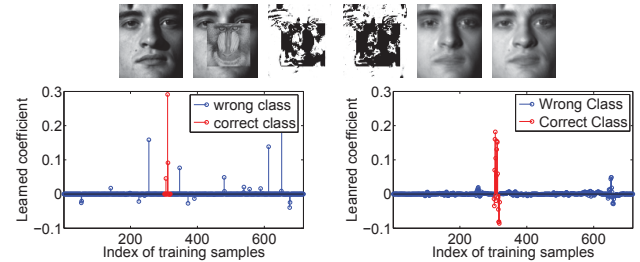 0.3
0.2
0.1
0
−0.1
Learned coefficient
wrong class
correct class
200 400 600
Index of training samples
0.3
0.2
0.1
0
−0.1
Leanred coefficient
Wrong Class
Correct Class
200 400 600
Index of training samples